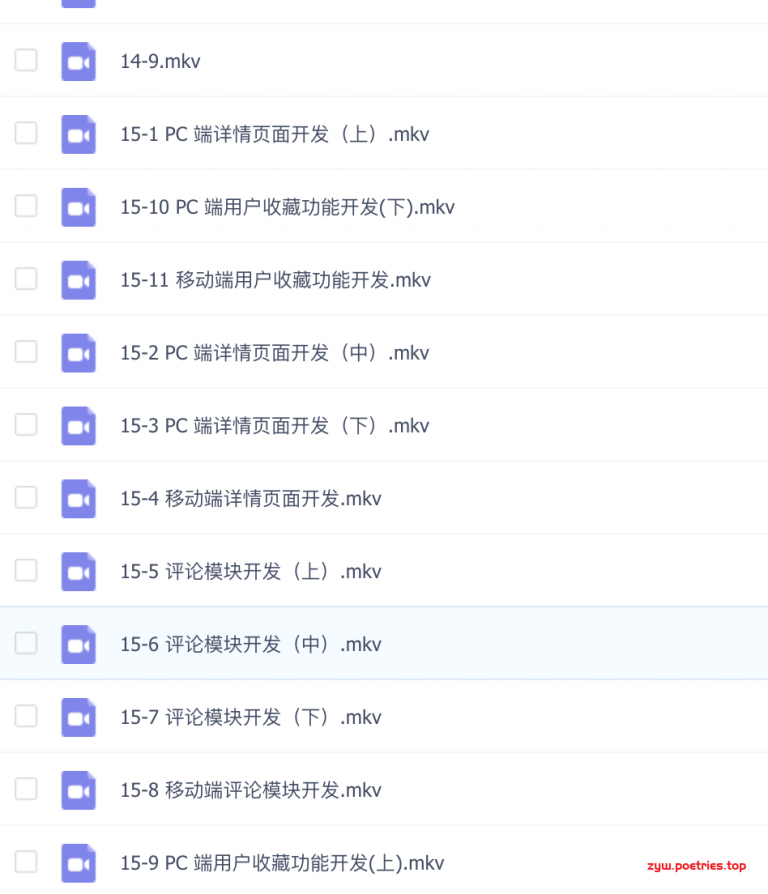 14-9.mkv
15-1 PC 端详情页面开发（上）.mkv
15-10 PC 端用户收藏功能开发(下).mkv
15-11 移动端用户收藏功能开发.mkv
15-2 PC 端详情页面开发（中）.mkv
15-3 PC 端详情页面开发（下）.mkv
15-4 移动端详情页面开发.mkv
15-5 评论模块开发（上）.mkv
15-6 评论模块开发（中）.mkv
15-7 评论模块开发（下）.mkv
15-8 移动端评论模块开发.mkv
15-9 PC 端用户收藏功能开发(上).mkv
zyw.poetries.top